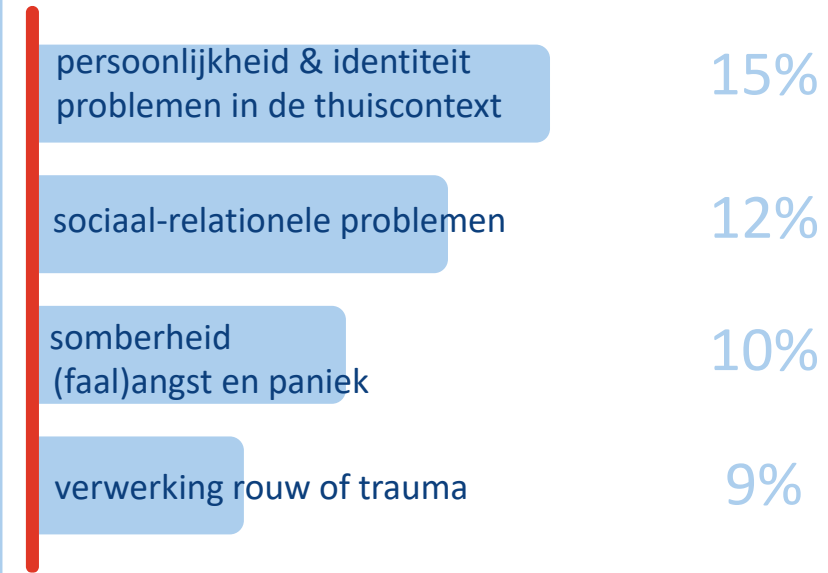 persoonlijkheid & identiteit
problemen in de thuiscontext
15%
sociaal-relationele problemen
12%
somberheid
(faal)angst en paniek
10%
verwerking rouw of trauma
9%